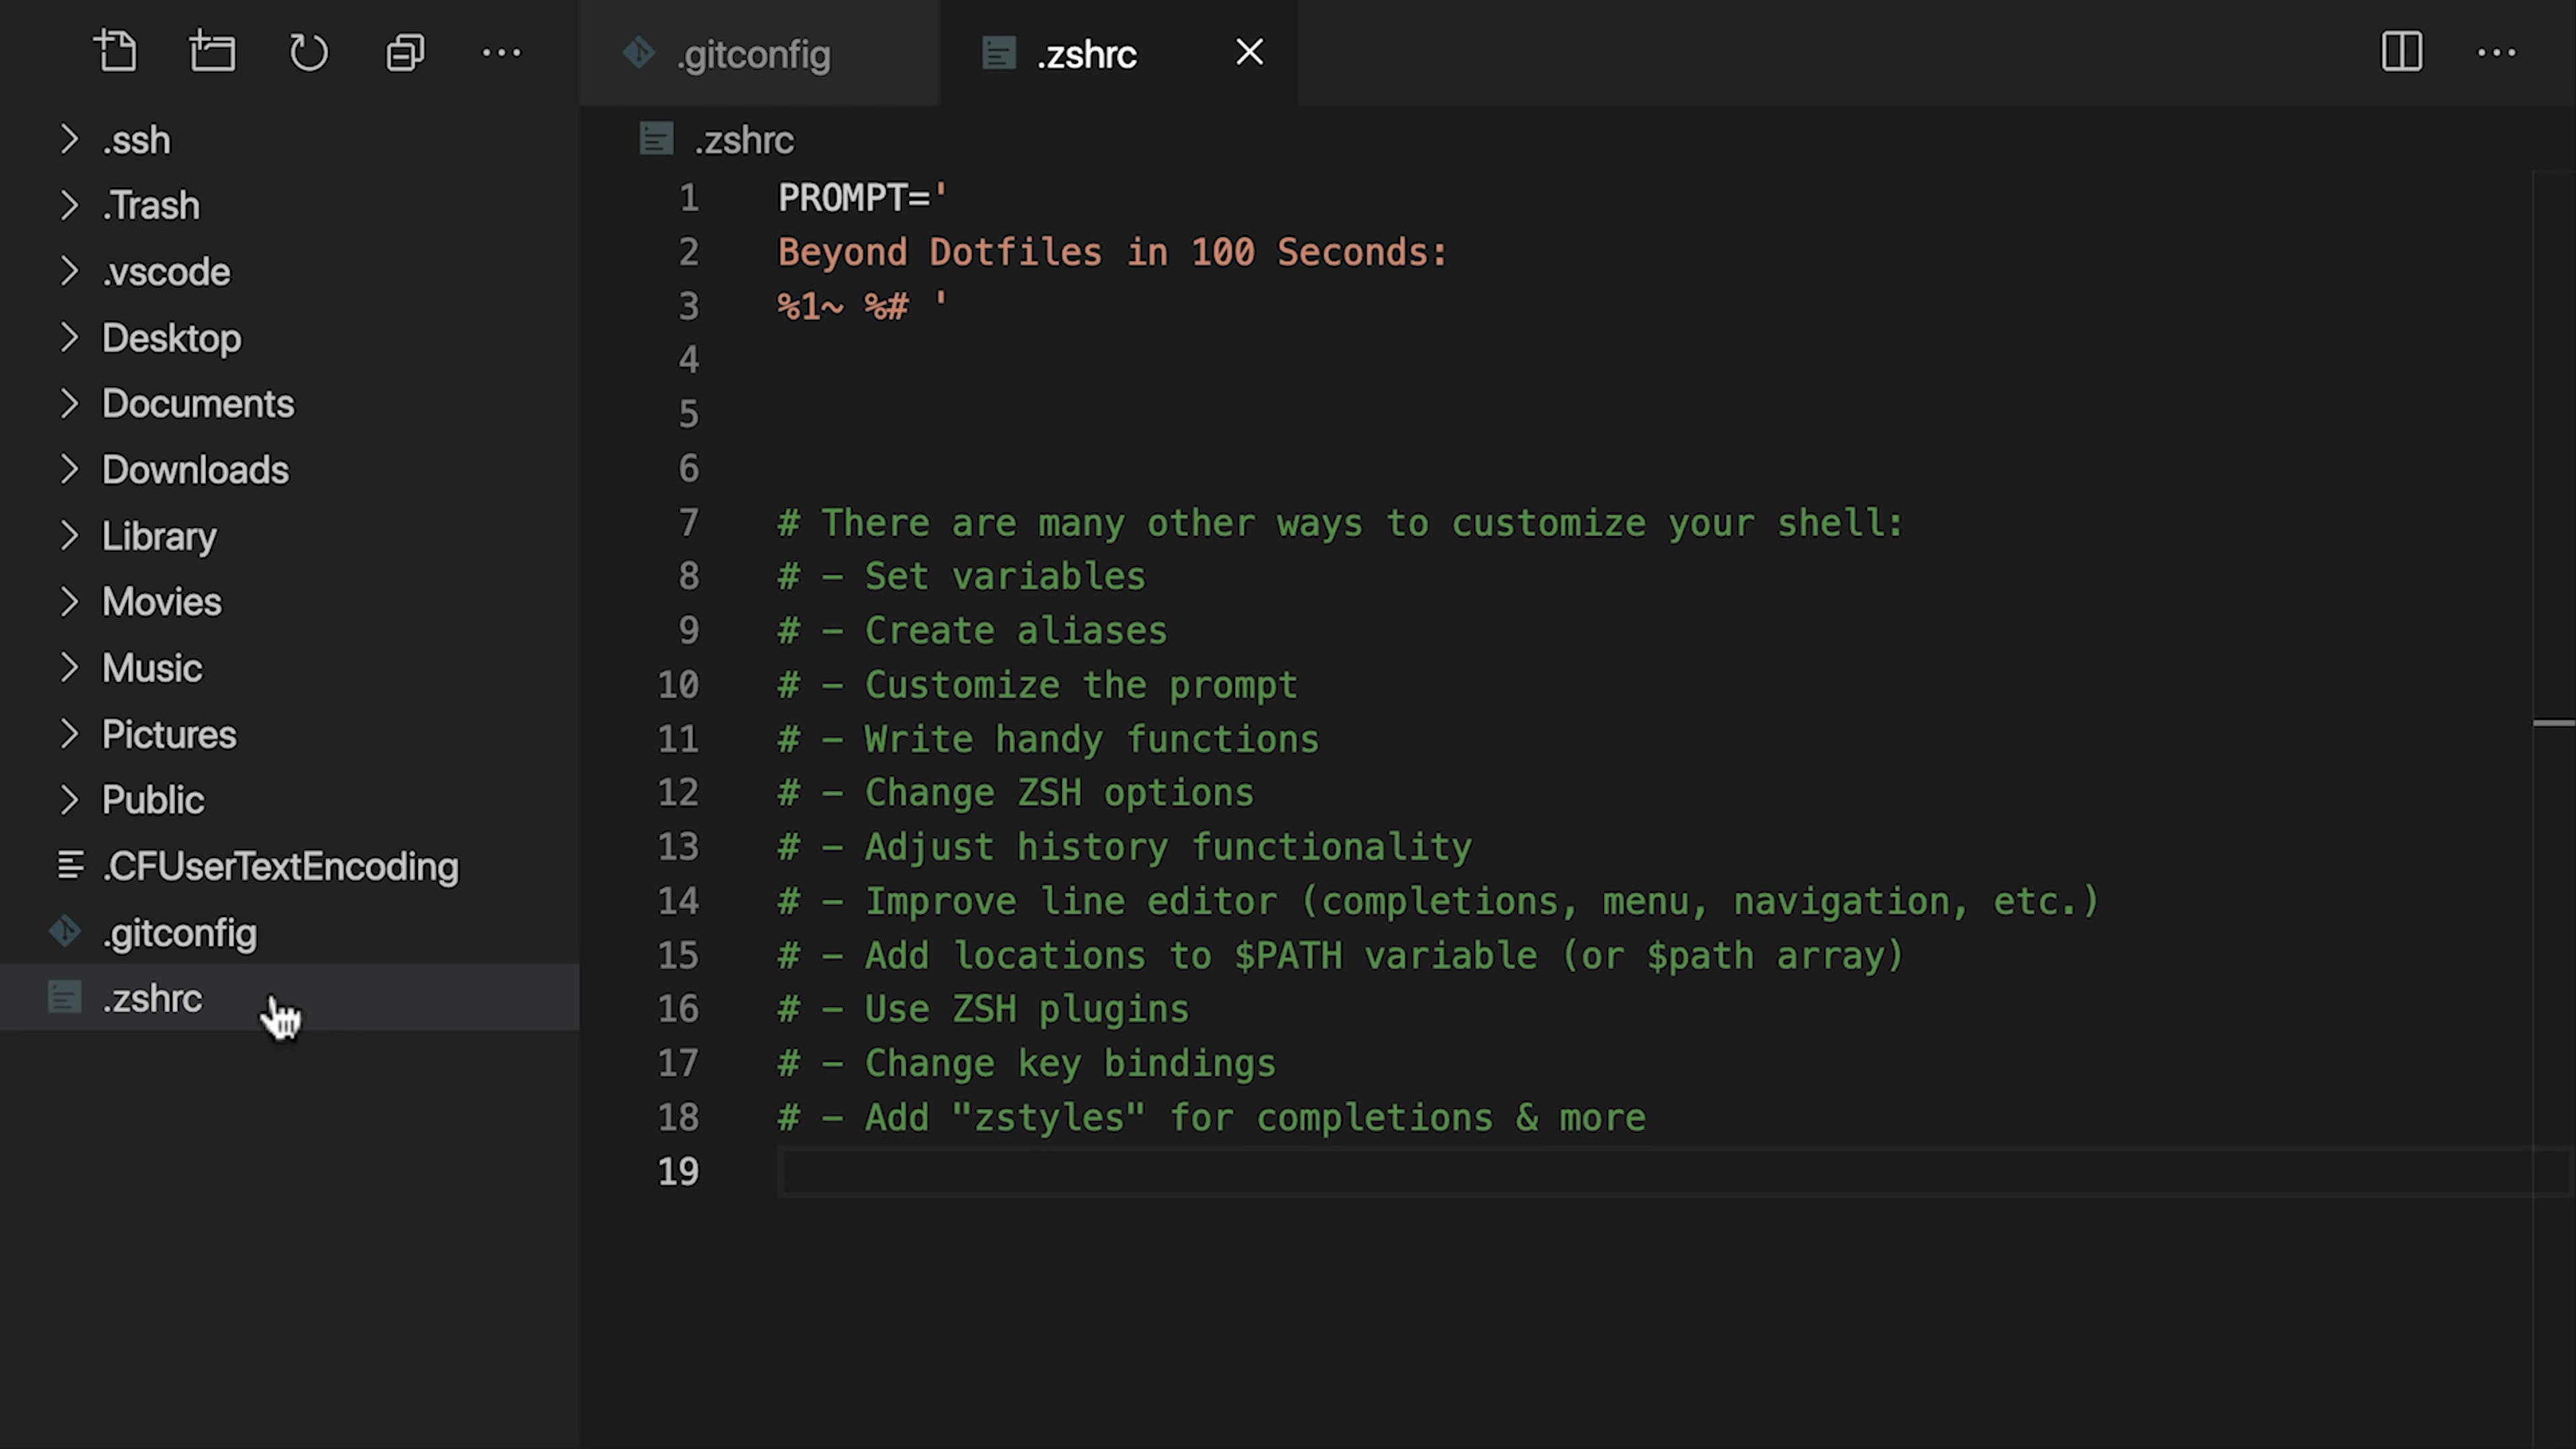 .gitconfig
.zshrc
.ssh
.Trash
.vscode
Desktop
Documents
Downloads
Library
Movies
Music
Pictures
Public
.CFUserTextEncoding
.gitconfig
.zshrc
.zshrc
1 PROMPT='
2 Beyond Dotfiles in 100 Seconds:
3 %1~ %# '
4
5
6
7 # There are many other ways to customize your shell:
8 # - Set variables
9 # - Create aliases
10 # - Customize the prompt
11 # - Write handy functions
12 # - Change ZSH options
13 # - Adjust history functionality
14 # - Improve line editor (completions, menu, navigation, etc.)
15 # - Add locations to $PATH variable (or $path array)
16 # - Use ZSH plugins
17 # - Change key bindings
18 # - Add "zstyles" for completions & more
19